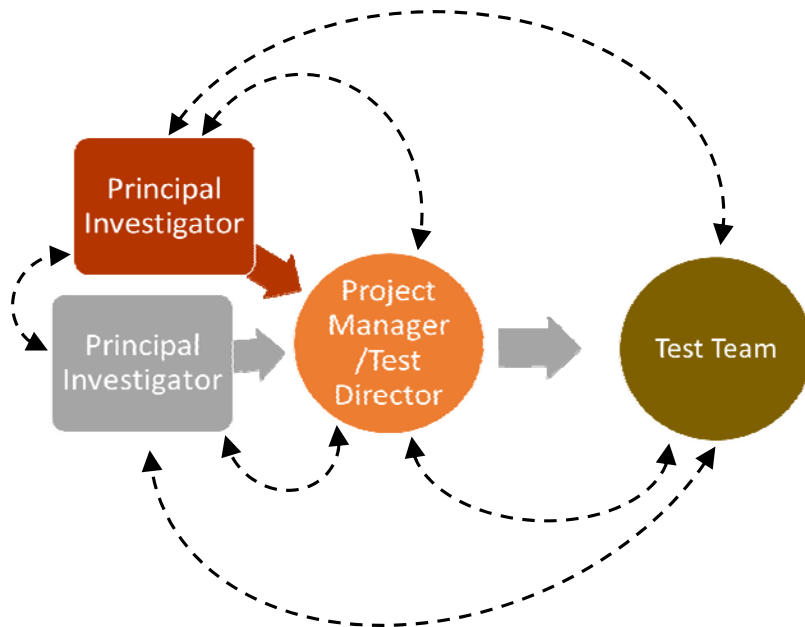 Principal
Investigator
Principal
Investigator
Project
Manager
/Test
Director
Test Team